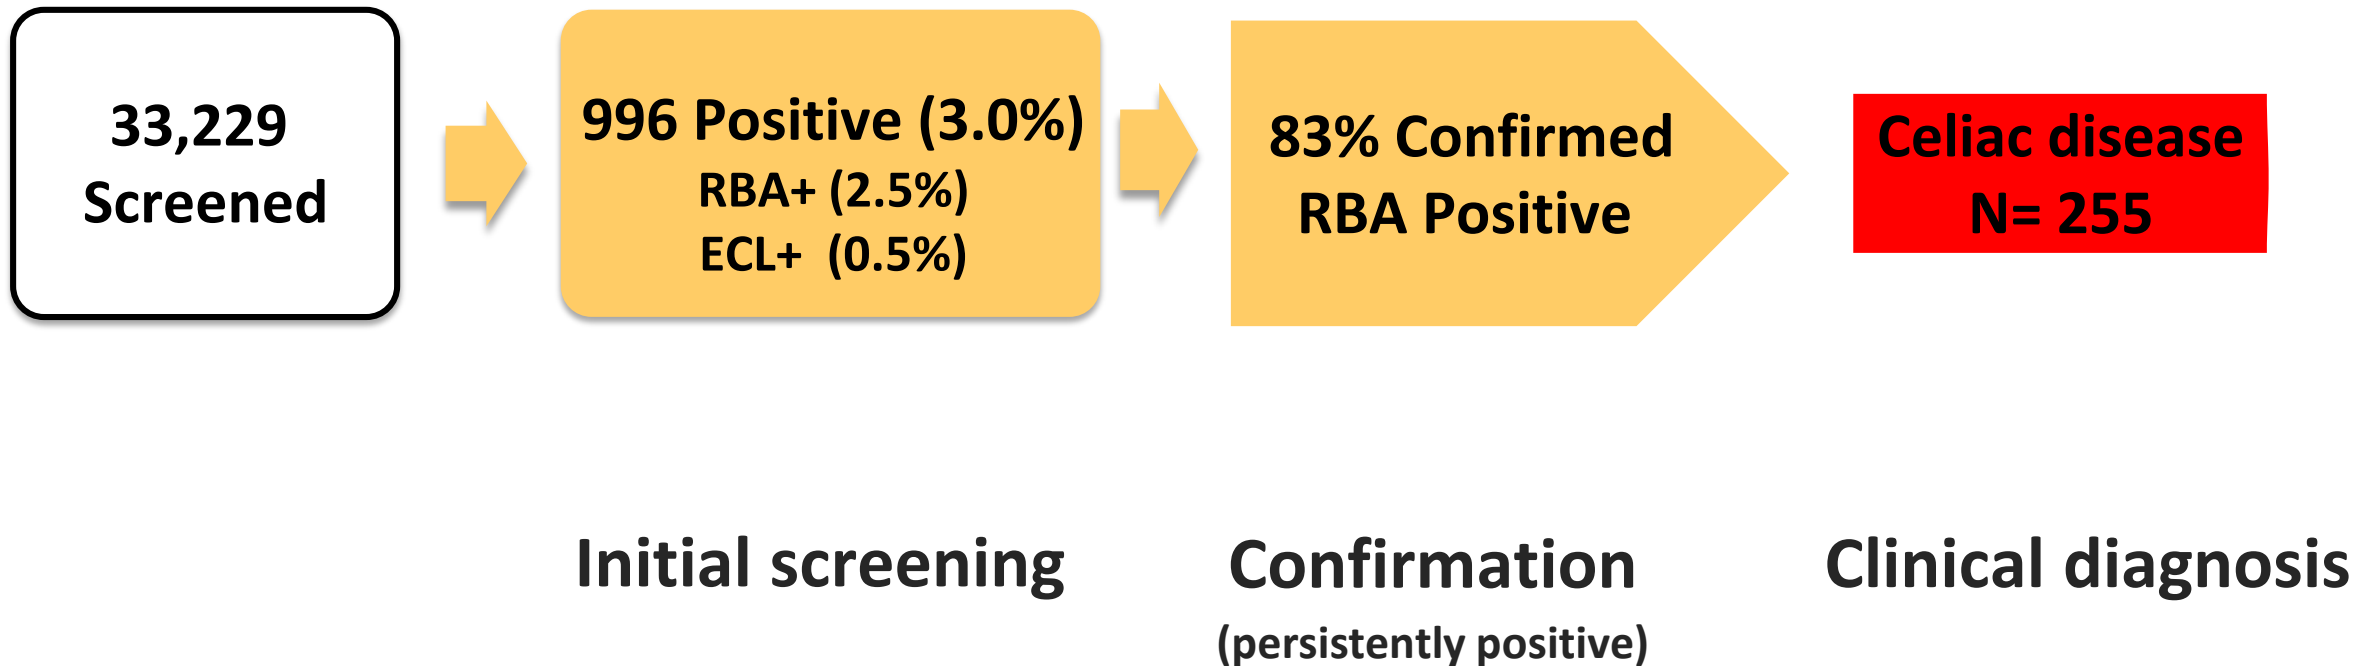 33,229
Screened
996 Positive (3.0%)
RBA+ (2.5%)
ECL+  (0.5%)
83% Confirmed
RBA Positive
Celiac disease
N= 255
Initial screening
Confirmation
(persistently positive)
Clinical diagnosis